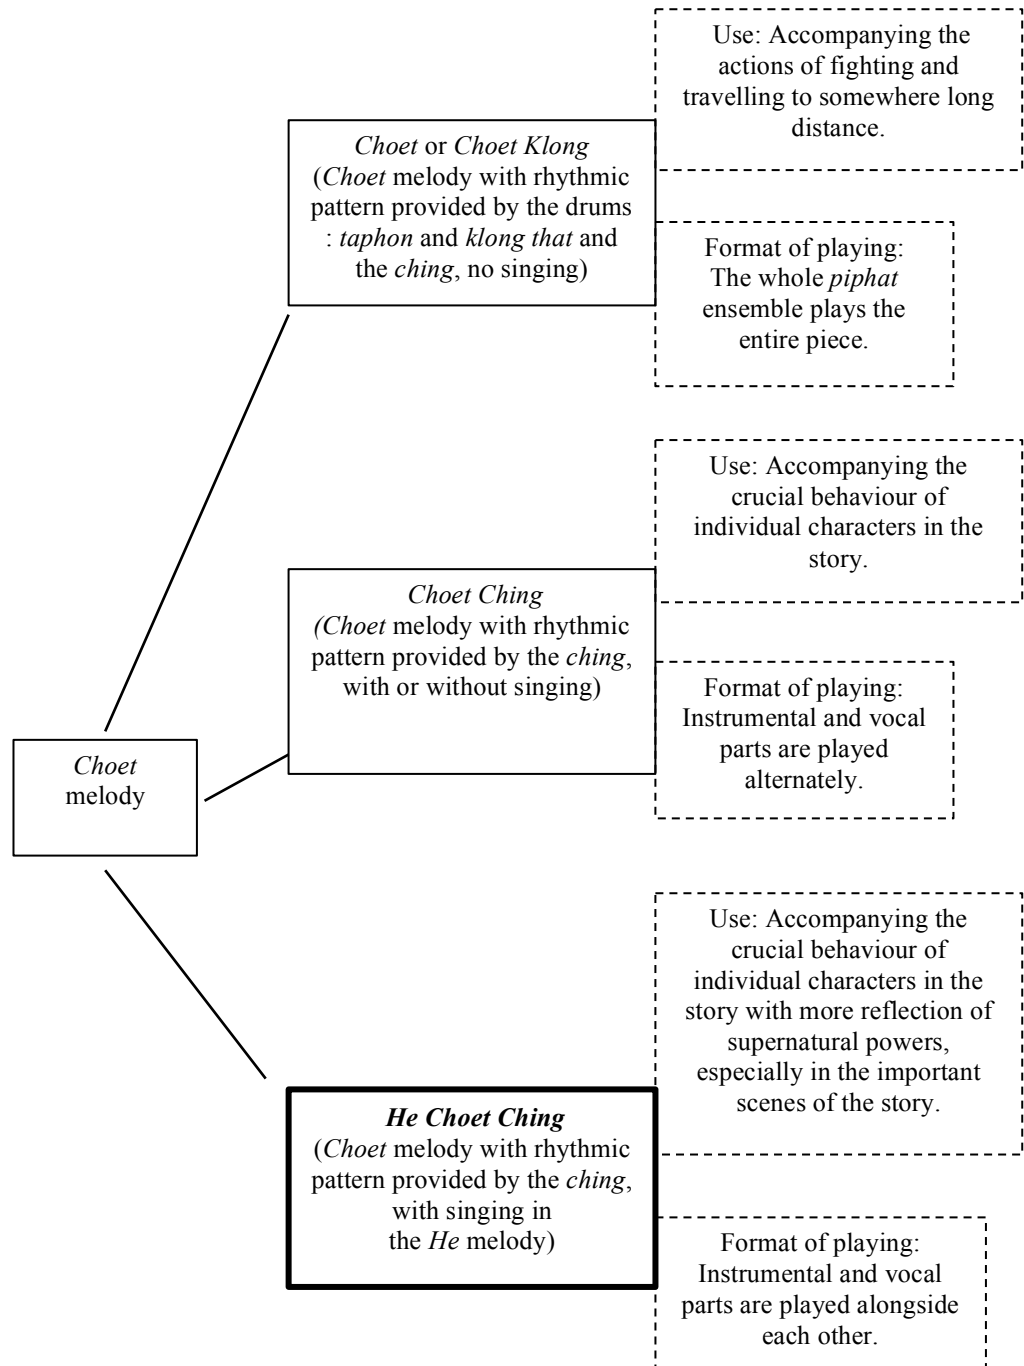 Use: Accompanying the
actions of fighting and
travelling to somewhere long
distance.
Choet or Choet Klong
(Choet melody with rhythmic
pattern provided by the drums
: taphon and klong that and
the ching, no singing)
Format of playing:
The whole piphat
ensemble plays the
entire piece.
Use: Accompanying the
crucial behaviour of
individual characters in the
story.
Choet Ching
(Choet melody with rhythmic
pattern provided by the ching,
with or without singing)
Format of playing:
Instrumental and vocal
parts are played
alternately.
Choet
melody
Use: Accompanying the
crucial behaviour of
individual characters in the
story with more reflection of
supernatural powers,
especially in the important
scenes of the story.
He Choet Ching
(Choet melody with rhythmic
pattern provided by the ching,
with singing in
the He melody)
Format of playing:
Instrumental and vocal
parts are played alongside
each other.